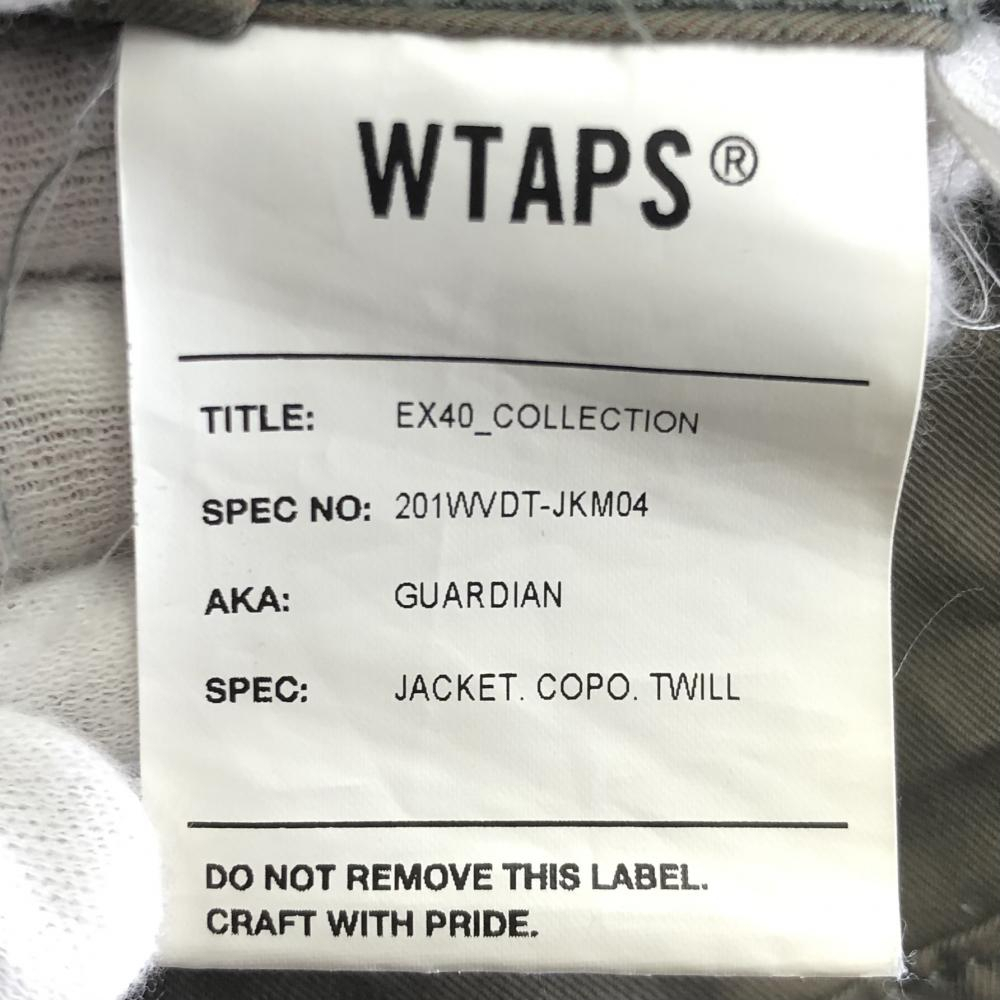 WTAPS®
TITLE: EX40_COLLECTION
SPEC NO: 201WVDT-JKM04
AKA: GUARDIAN
SPEC: JACKET. COPO. TWILL
DO NOT REMOVE THIS LABEL.
CRAFT WITH PRIDE.